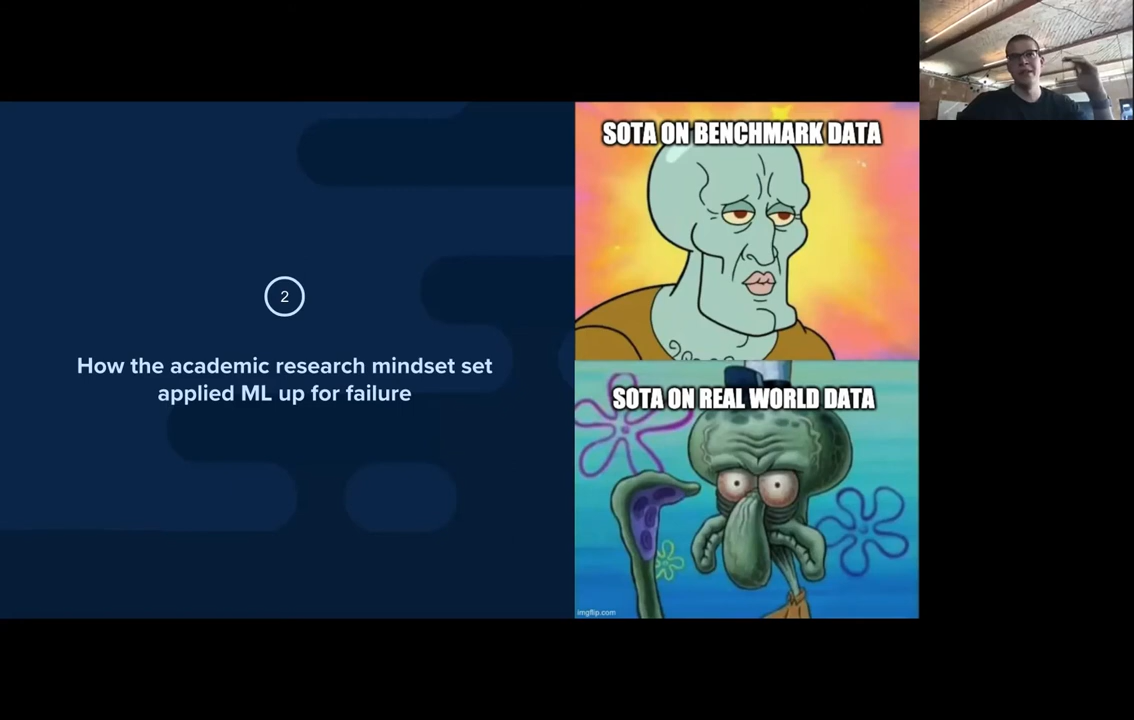 2
How the academic research mindset set
applied ML up for failure
SOTA ON BENCHMARK DATA
SOTA ON REAL WORLD DATA
imgflip.com